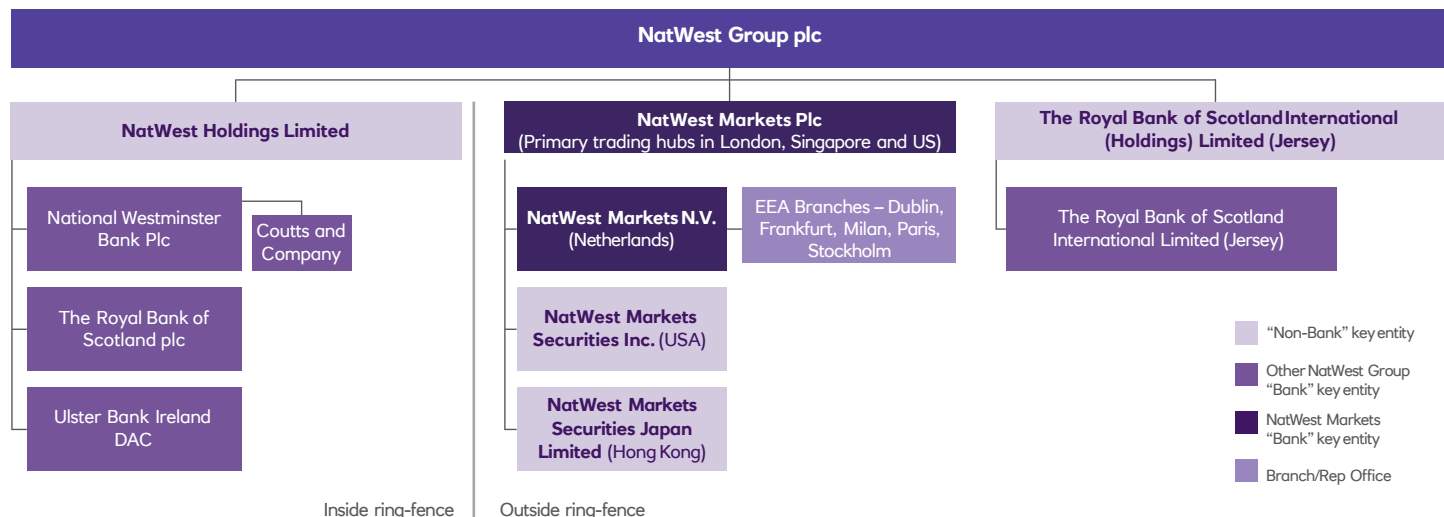 NatWest Group plc
NatWest Holdings Limited
National Westminster
Bank Plc
Coutts and
Company
The Royal Bank of
Scotland plc
Ulster Bank Ireland
DAC
NatWest Markets Plc
(Primary trading hubs in London, Singapore and US)
NatWest Markets N.V.
(Netherlands)
EEA Branches – Dublin,
Frankfurt, Milan, Paris,
Stockholm
NatWest Markets
Securities Inc. (USA)
NatWest Markets
Securities Japan
Limited (Hong Kong)
The Royal Bank of Scotland International
(Holdings) Limited (Jersey)
The Royal Bank of Scotland
International Limited (Jersey)
"Non-Bank" key entity
Other NatWest Group
"Bank" key entity
NatWest Markets
"Bank" key entity
Branch/Rep Office
Inside ring-fence
Outside ring-fence